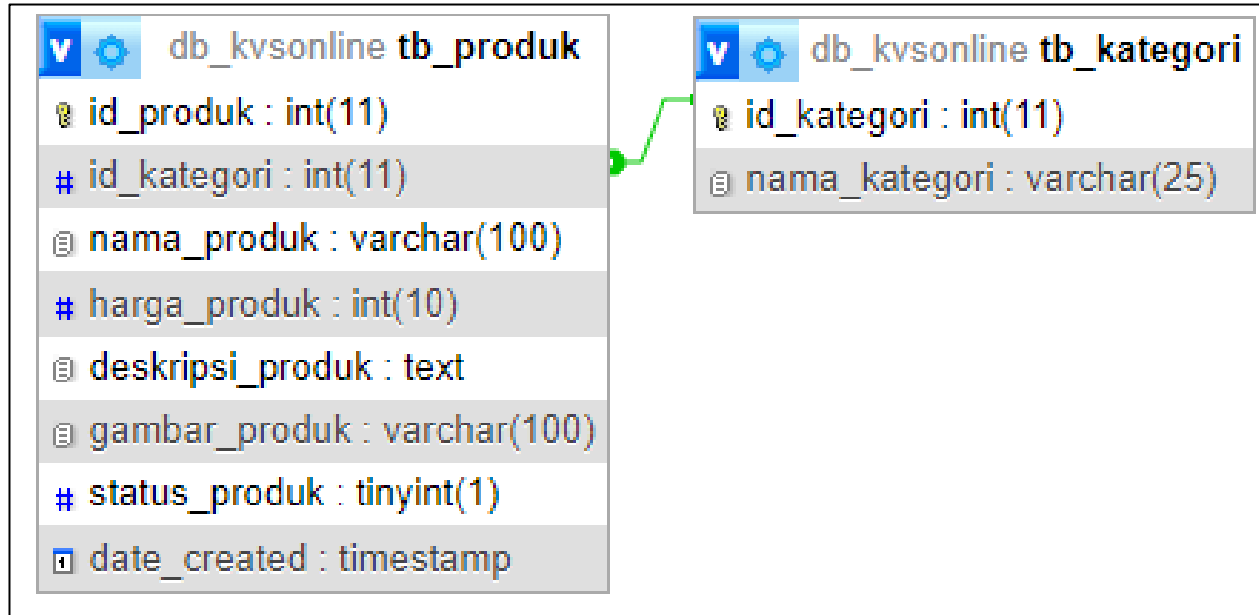 v db_kvsonline tb_produk
id_produk : int(11)
# id_kategori : int(11)
nama_produk : varchar(100)
# harga_produk : int(10)
deskripsi_produk : text
gambar_produk : varchar(100)
# status_produk : tinyint(1)
date_created : timestamp
v db_kvsonline tb_kategori
id_kategori : int(11)
nama_kategori : varchar(25)